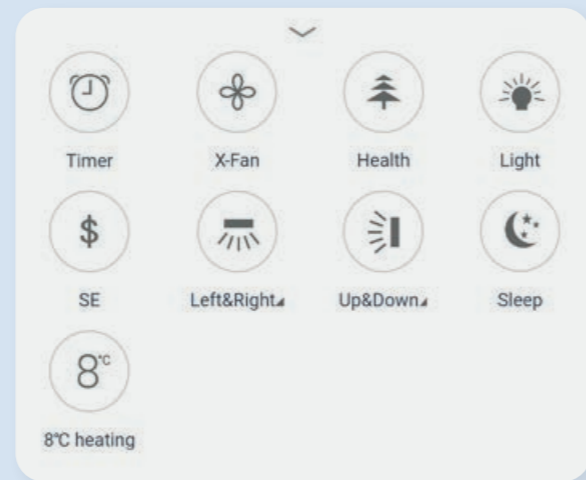 Timer
X-Fan
Health
Light
$
SE
Left&Right
Up&Down
Sleep
8℃
8℃ heating